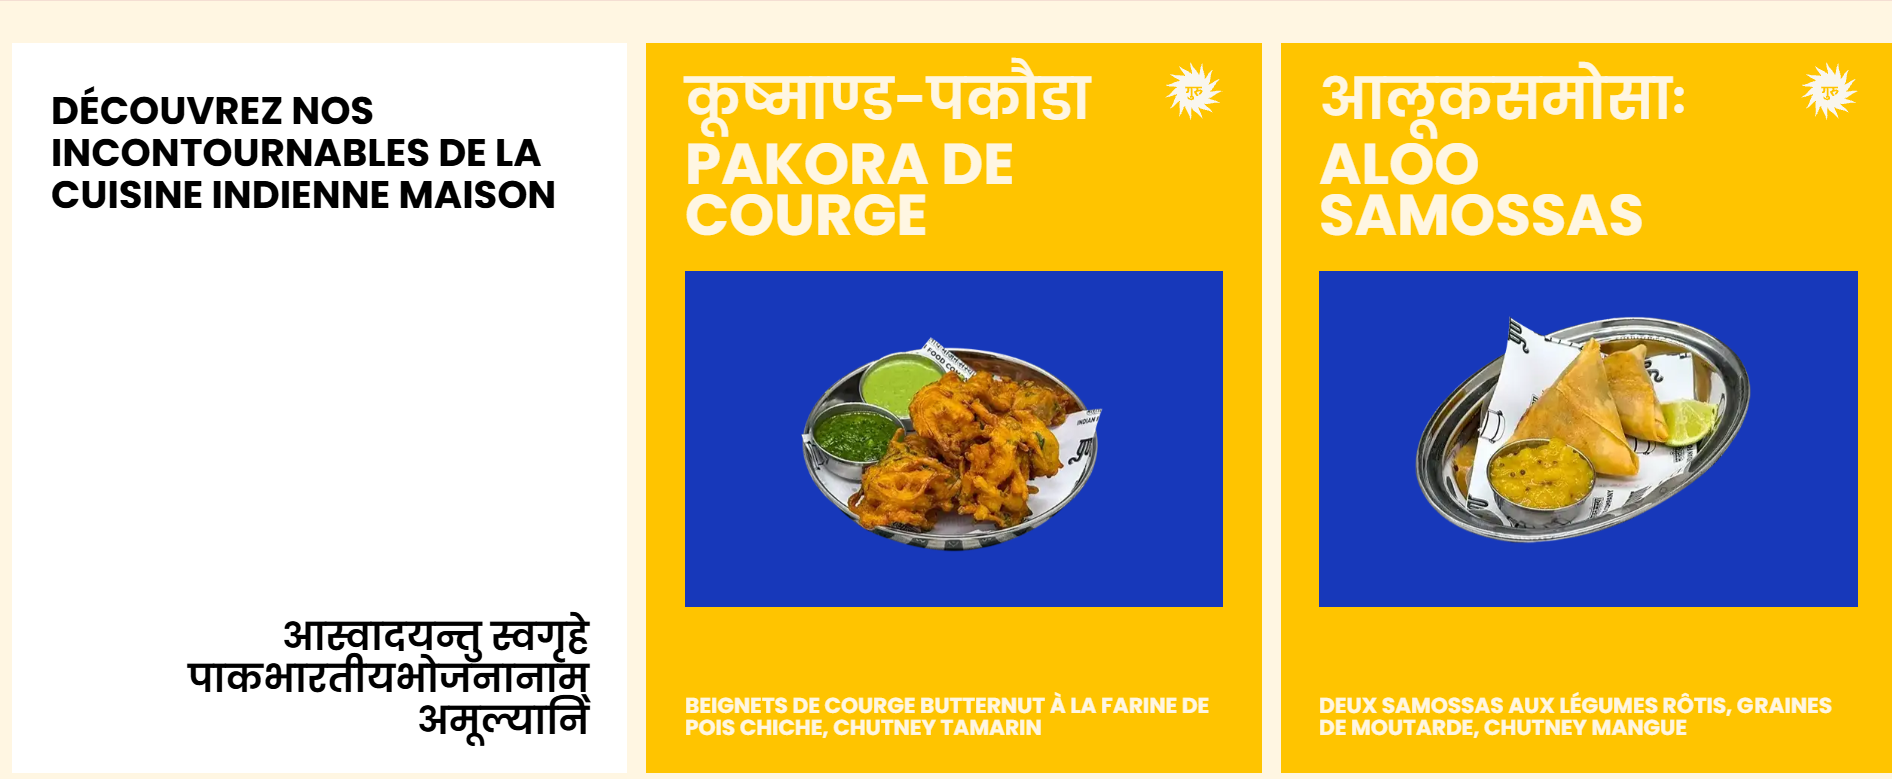 DÉCOUVREZ NOS
INCONTOURNABLES DE LA
CUISINE INDIENNE MAISON
आस्वादयन्तु स्वगृहे
पाकभारतीयभोजनानाम्
अमूल्यानि
कूष्माण्ड-पकौडा
गुरु
PAKORA DE
COURGE
BEIGNETS DE COURGE BUTTERNUT À LA FARINE DE
POIS CHICHE, CHUTNEY TAMARIN
आलूकसमोसाः
गुरु
ALOO
SAMOSSAS
DEUX SAMOSSAS AUX LÉGUMES RÔTIS, GRAINES
DE MOUTARDE, CHUTNEY MANGUE